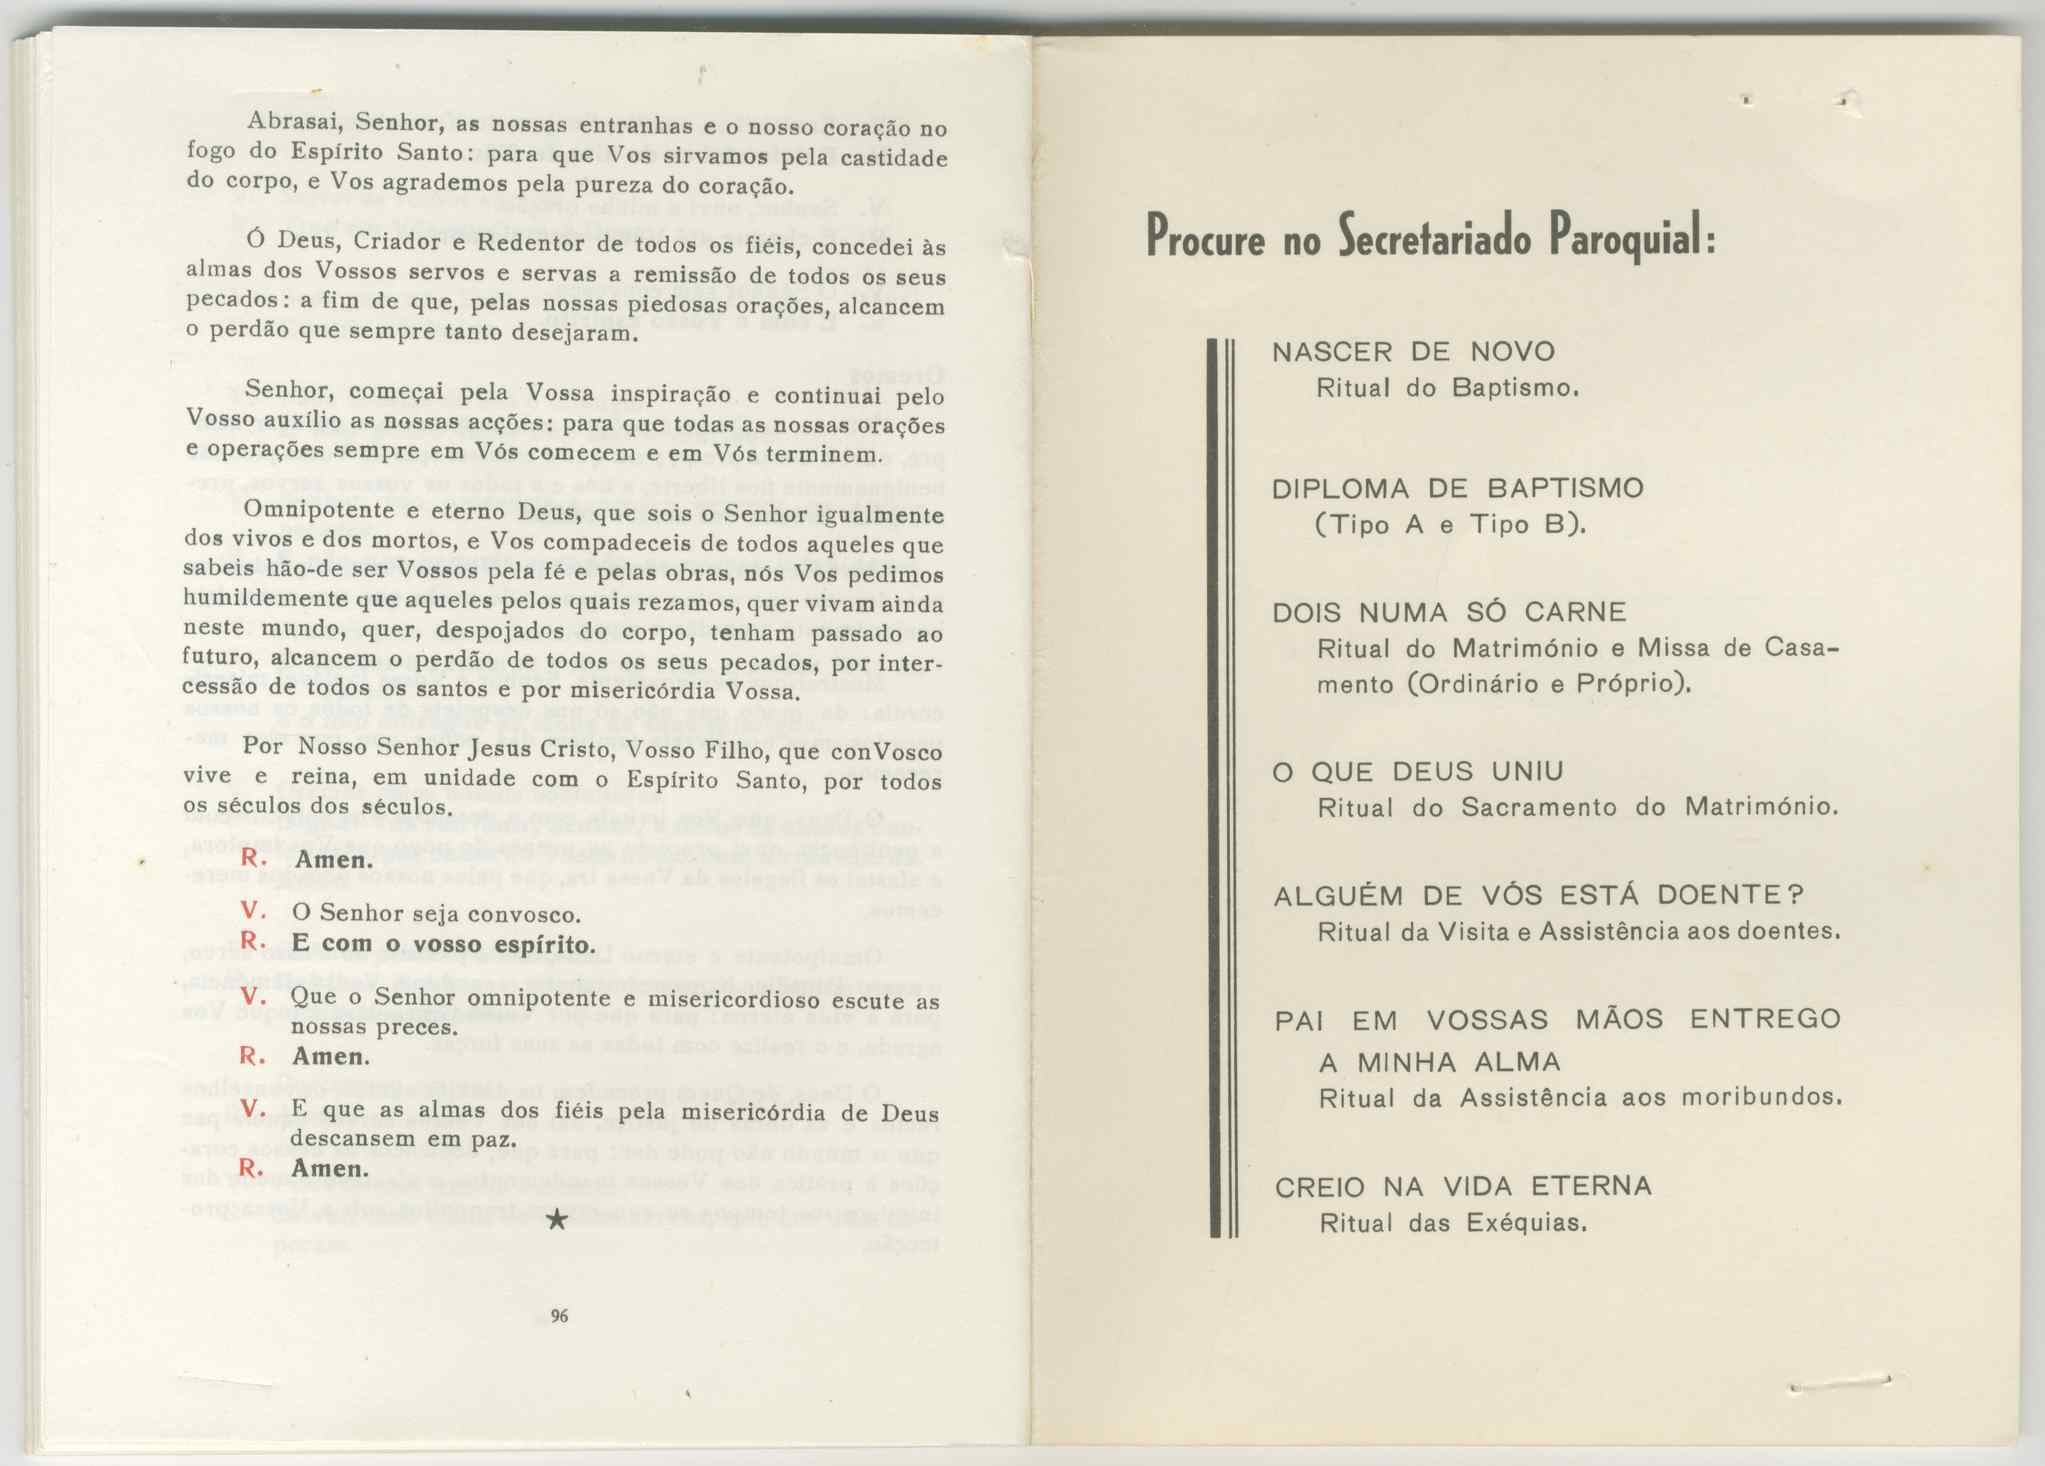 Abrasai, Senhor, as nossas entranhas e o nosso coração no
fogo do Espírito Santo: para que Vos sirvamos pela castidade
do corpo, e Vos agrademos pela pureza do coração.
Ó Deus, Criador e Redentor de todos os fiéis, concedei às
almas dos Vossos servos e servas a remissão de todos os seus
pecados: a fim de que, pelas nossas piedosas orações, alcancem
o perdão que sempre tanto desejaram.
Senhor, começai pela Vossa inspiração e continuai pelo
Vosso auxílio as nossas acções: para que todas as nossas orações
e operações sempre em Vós comecem e em Vós terminem.
Omnipotente e eterno Deus, que sois o Senhor igualmente
dos vivos e dos mortos, e Vos compadeceis de todos aqueles que
sabeis hão-de ser Vossos pela fé e pelas obras, nós Vos pedimos
humildemente que aqueles pelos quais rezamos, quer vivam ainda
neste mundo, quer, despojados do corpo, tenham passado ao
futuro, alcancem o perdão de todos os seus pecados, por inter-
cessão de todos os santos e por misericórdia Vossa.
Por Nosso Senhor Jesus Cristo, Vosso Filho, que conVosco
vive e reina, em unidade com o Espírito Santo, por todos
os séculos dos séculos.
R. Amen.
V. O Senhor seja convosco.
R. E com o vosso espírito.
V. Que o Senhor omnipotente e misericordioso escute as
nossas preces.
R. Amen.
V. E que as almas dos fiéis pela misericórdia de Deus
descansem em paz.
R. Amen.
★
96
Procure no Secretariado Paroquial:
NASCER DE NOVO
Ritual do Baptismo.
DIPLOMA DE BAPTISMO
(Tipo A e Tipo B).
DOIS NUMA SÓ CARNE
Ritual do Matrimónio e Missa de Casa-
mento (Ordinário e Próprio).
O QUE DEUS UNIU
Ritual do Sacramento do Matrimónio.
ALGUÉM DE VÓS ESTÁ DOENTE?
Ritual da Visita e Assistência aos doentes.
PAI EM VOSSAS MÃOS ENTREGO
A MINHA ALMA
Ritual da Assistência aos moribundos.
CREIO NA VIDA ETERNA
Ritual das Exéquias.